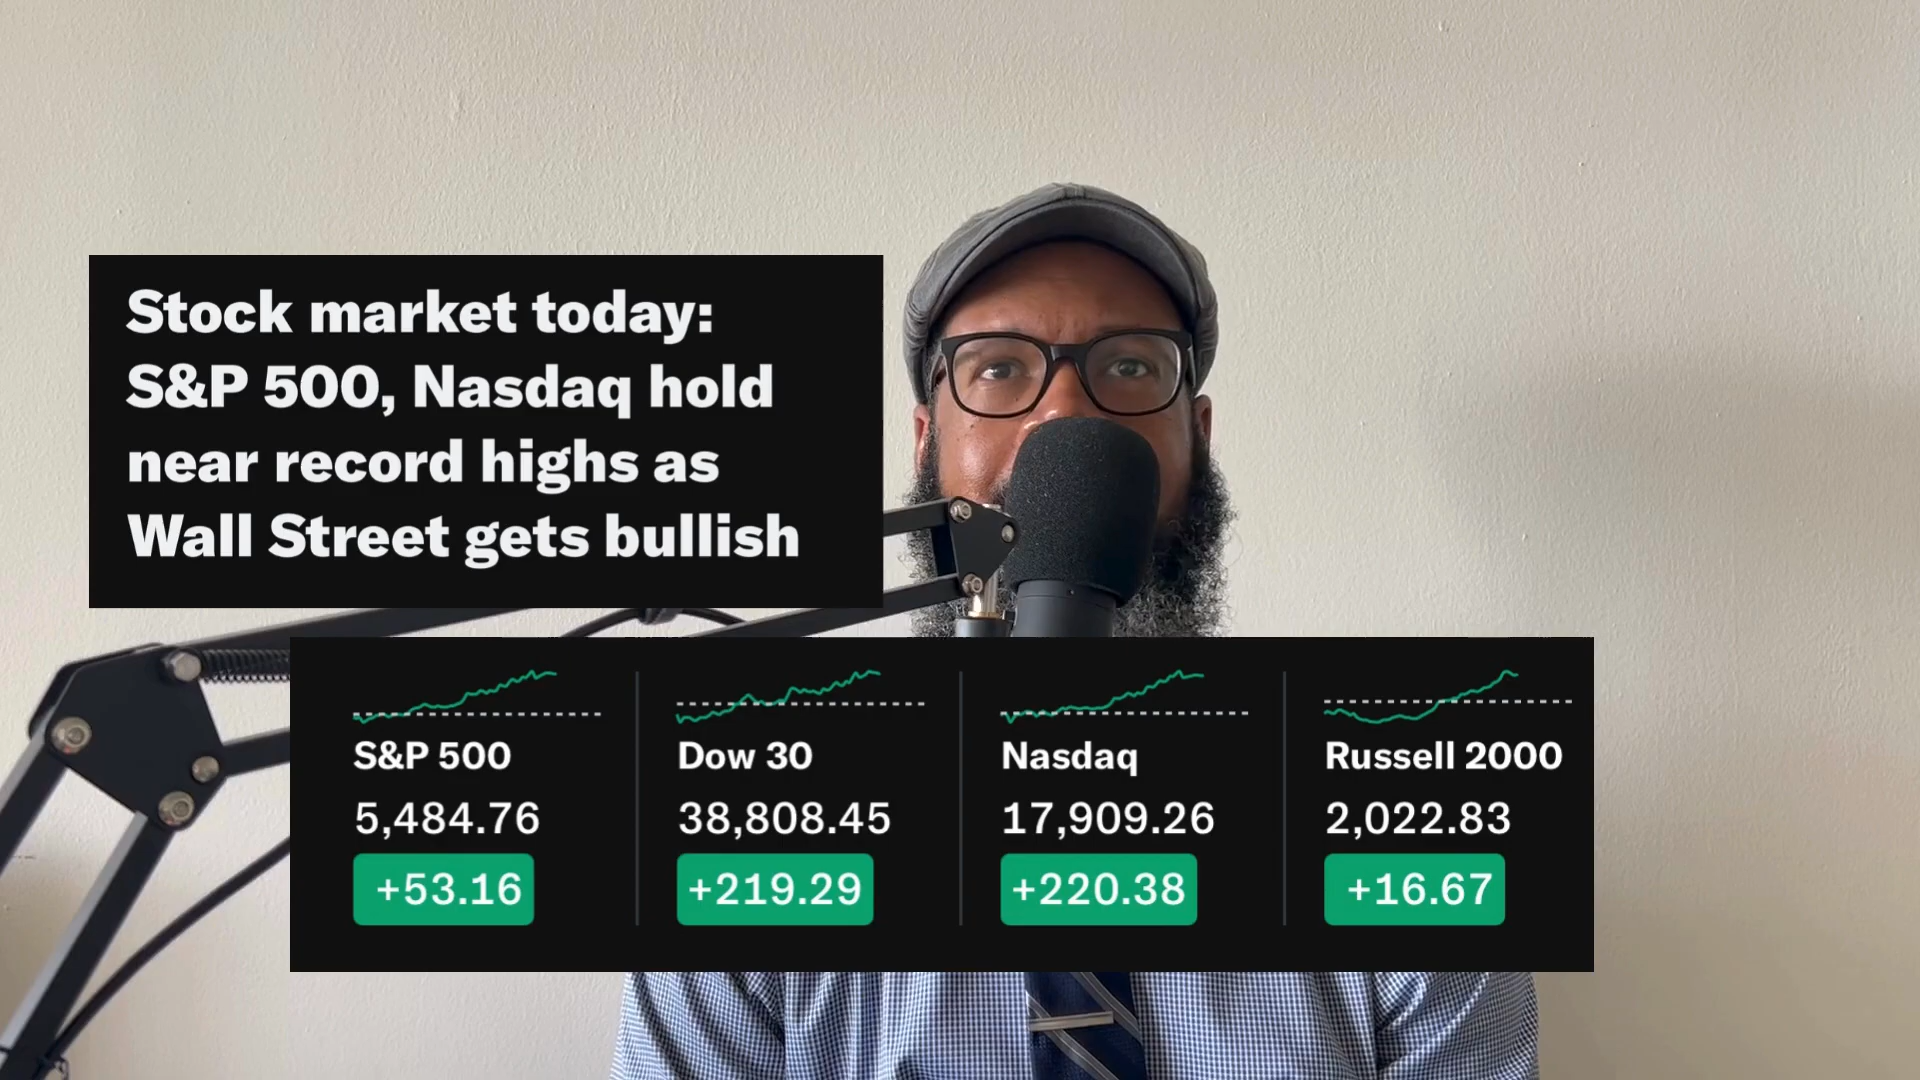 Stock market today:
S&P 500, Nasdaq hold
near record highs as
Wall Street gets bullish
S&P 500
5,484.76
+53.16
Dow 30
38,808.45
+219.29
Nasdaq
17,909.26
+220.38
Russell 2000
2,022.83
+16.67